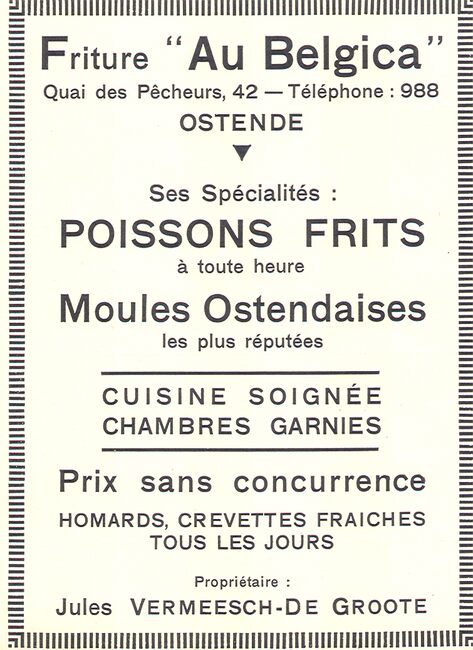 Friture "Au Belgica"
Quai des Pêcheurs, 42 — Téléphone : 988
OSTENDE
Ses Spécialités :
POISSONS FRITS
à toute heure
Moules Ostendaises
les plus réputées
CUISINE SOIGNÉE
CHAMBRES GARNIES
Prix sans concurrence
HOMARDS, CREVETTES FRAICHES
TOUS LES JOURS
Propriétaire :
Jules VERMEESCH-DE GROOTE